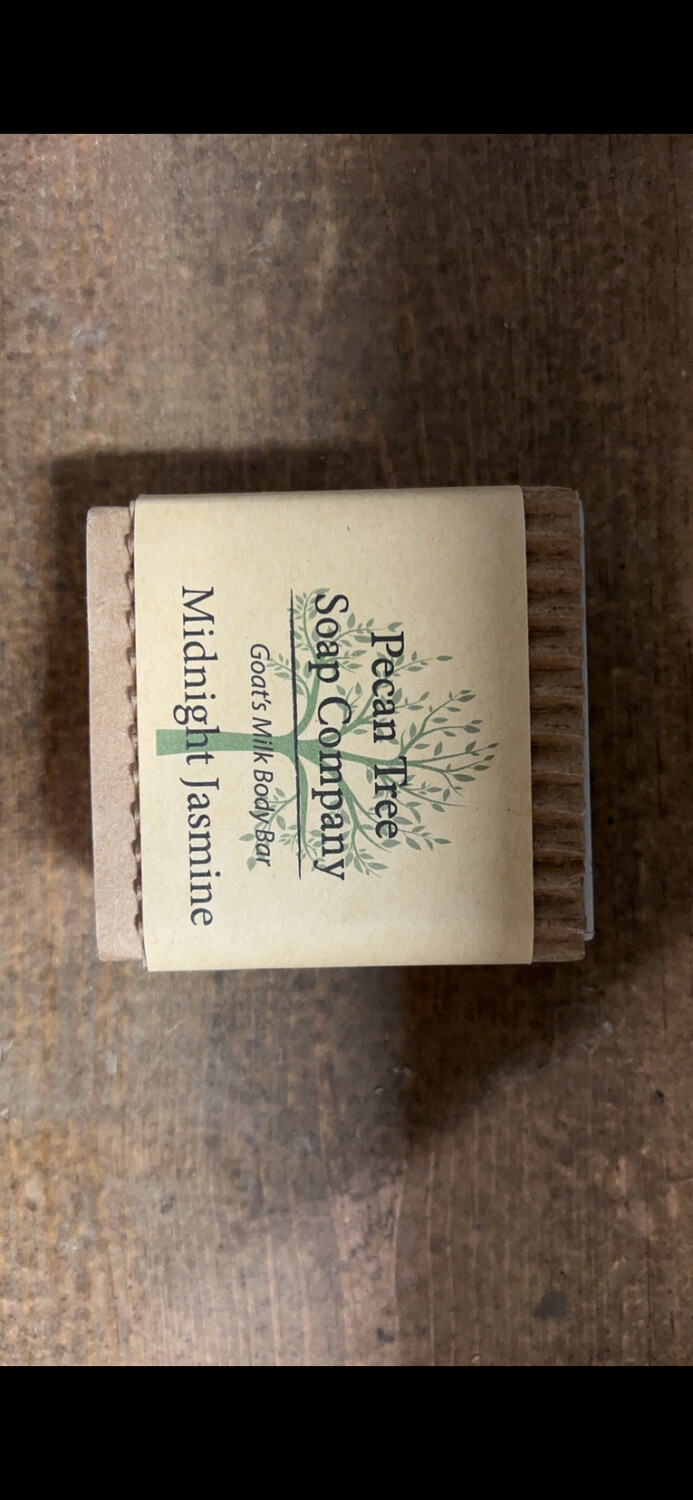 Pecan Tree
Soap Company
Goat's Milk Body Bar
Midnight Jasmine